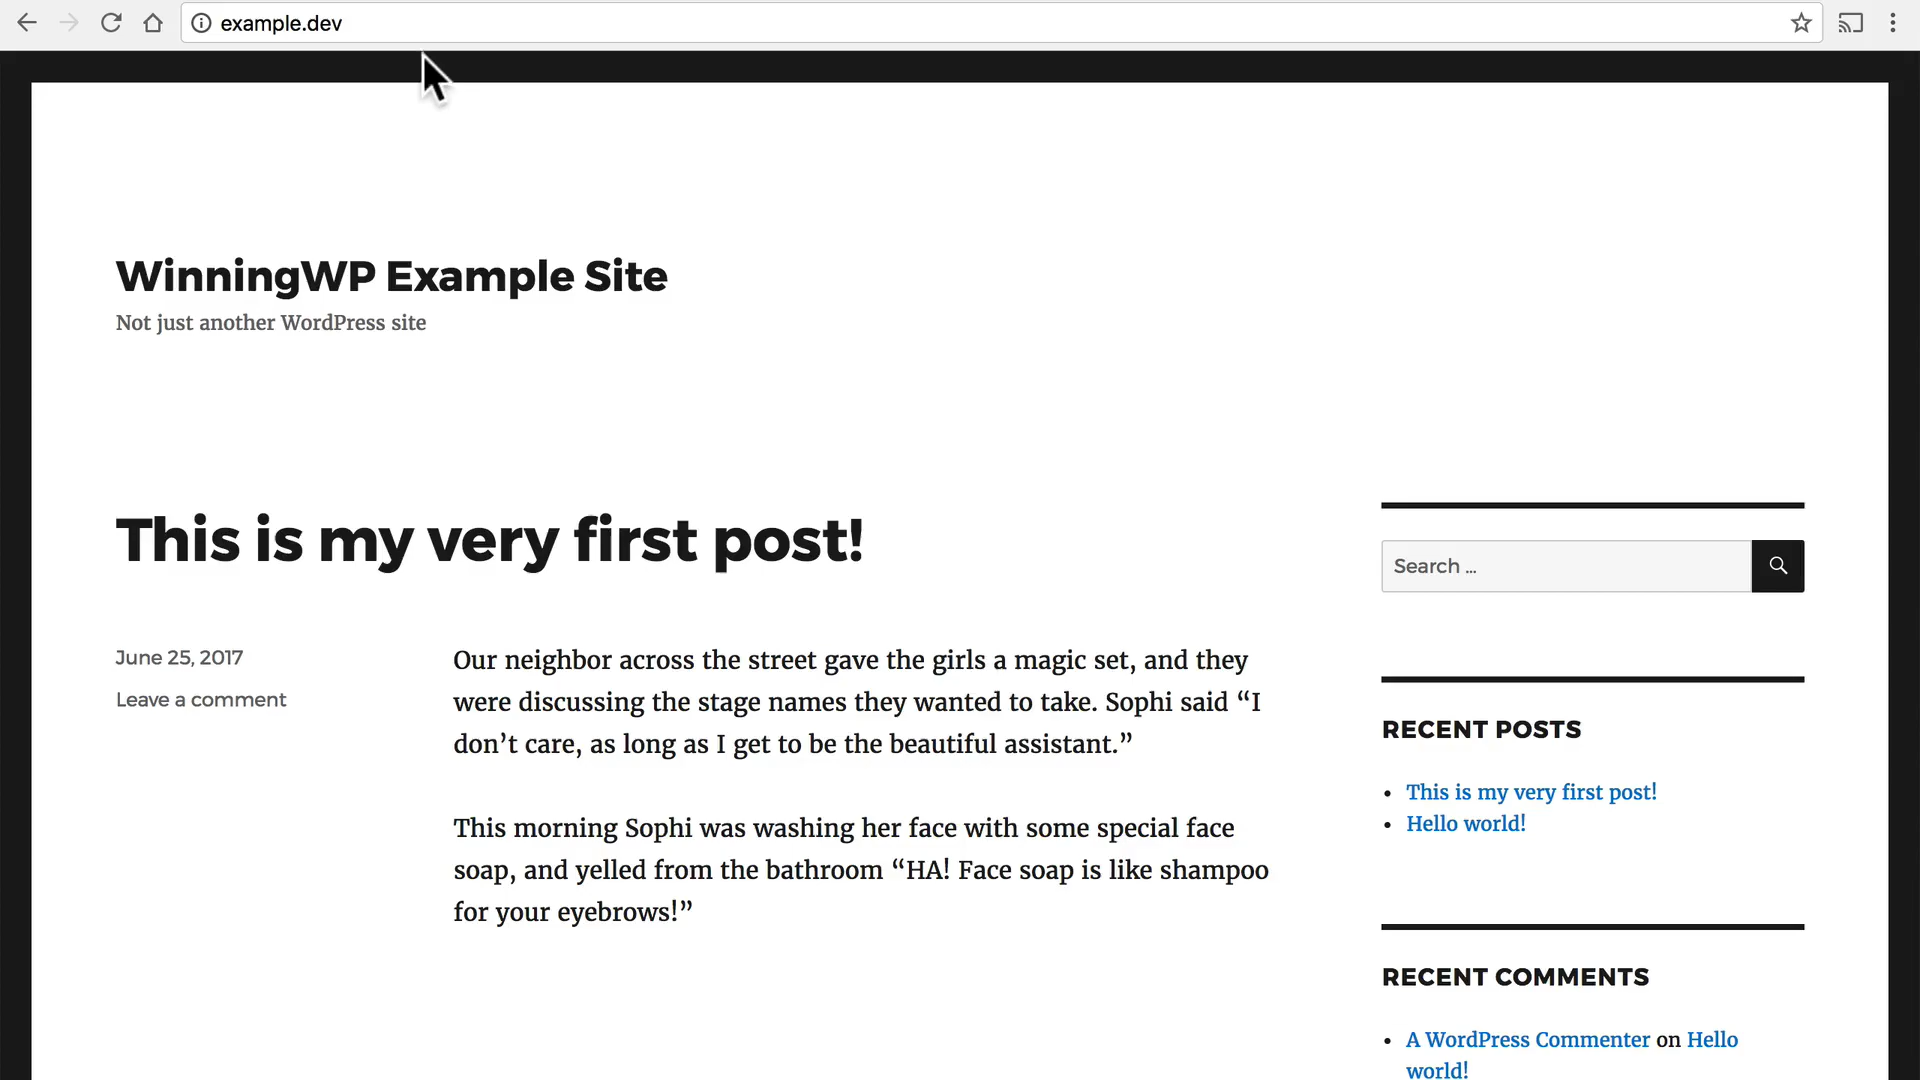 example.dev
WinningWP Example Site
Not just another WordPress site
This is my very first post!
June 25, 2017
Leave a comment
Our neighbor across the street gave the girls a magic set, and they
were discussing the stage names they wanted to take. Sophi said “I
don’t care, as long as I get to be the beautiful assistant.”
This morning Sophi was washing her face with some special face
soap, and yelled from the bathroom “HA! Face soap is like shampoo
for your eyebrows!”
Search ...
RECENT POSTS
This is my very first post!
Hello world!
RECENT COMMENTS
A WordPress Commenter on Hello
world!